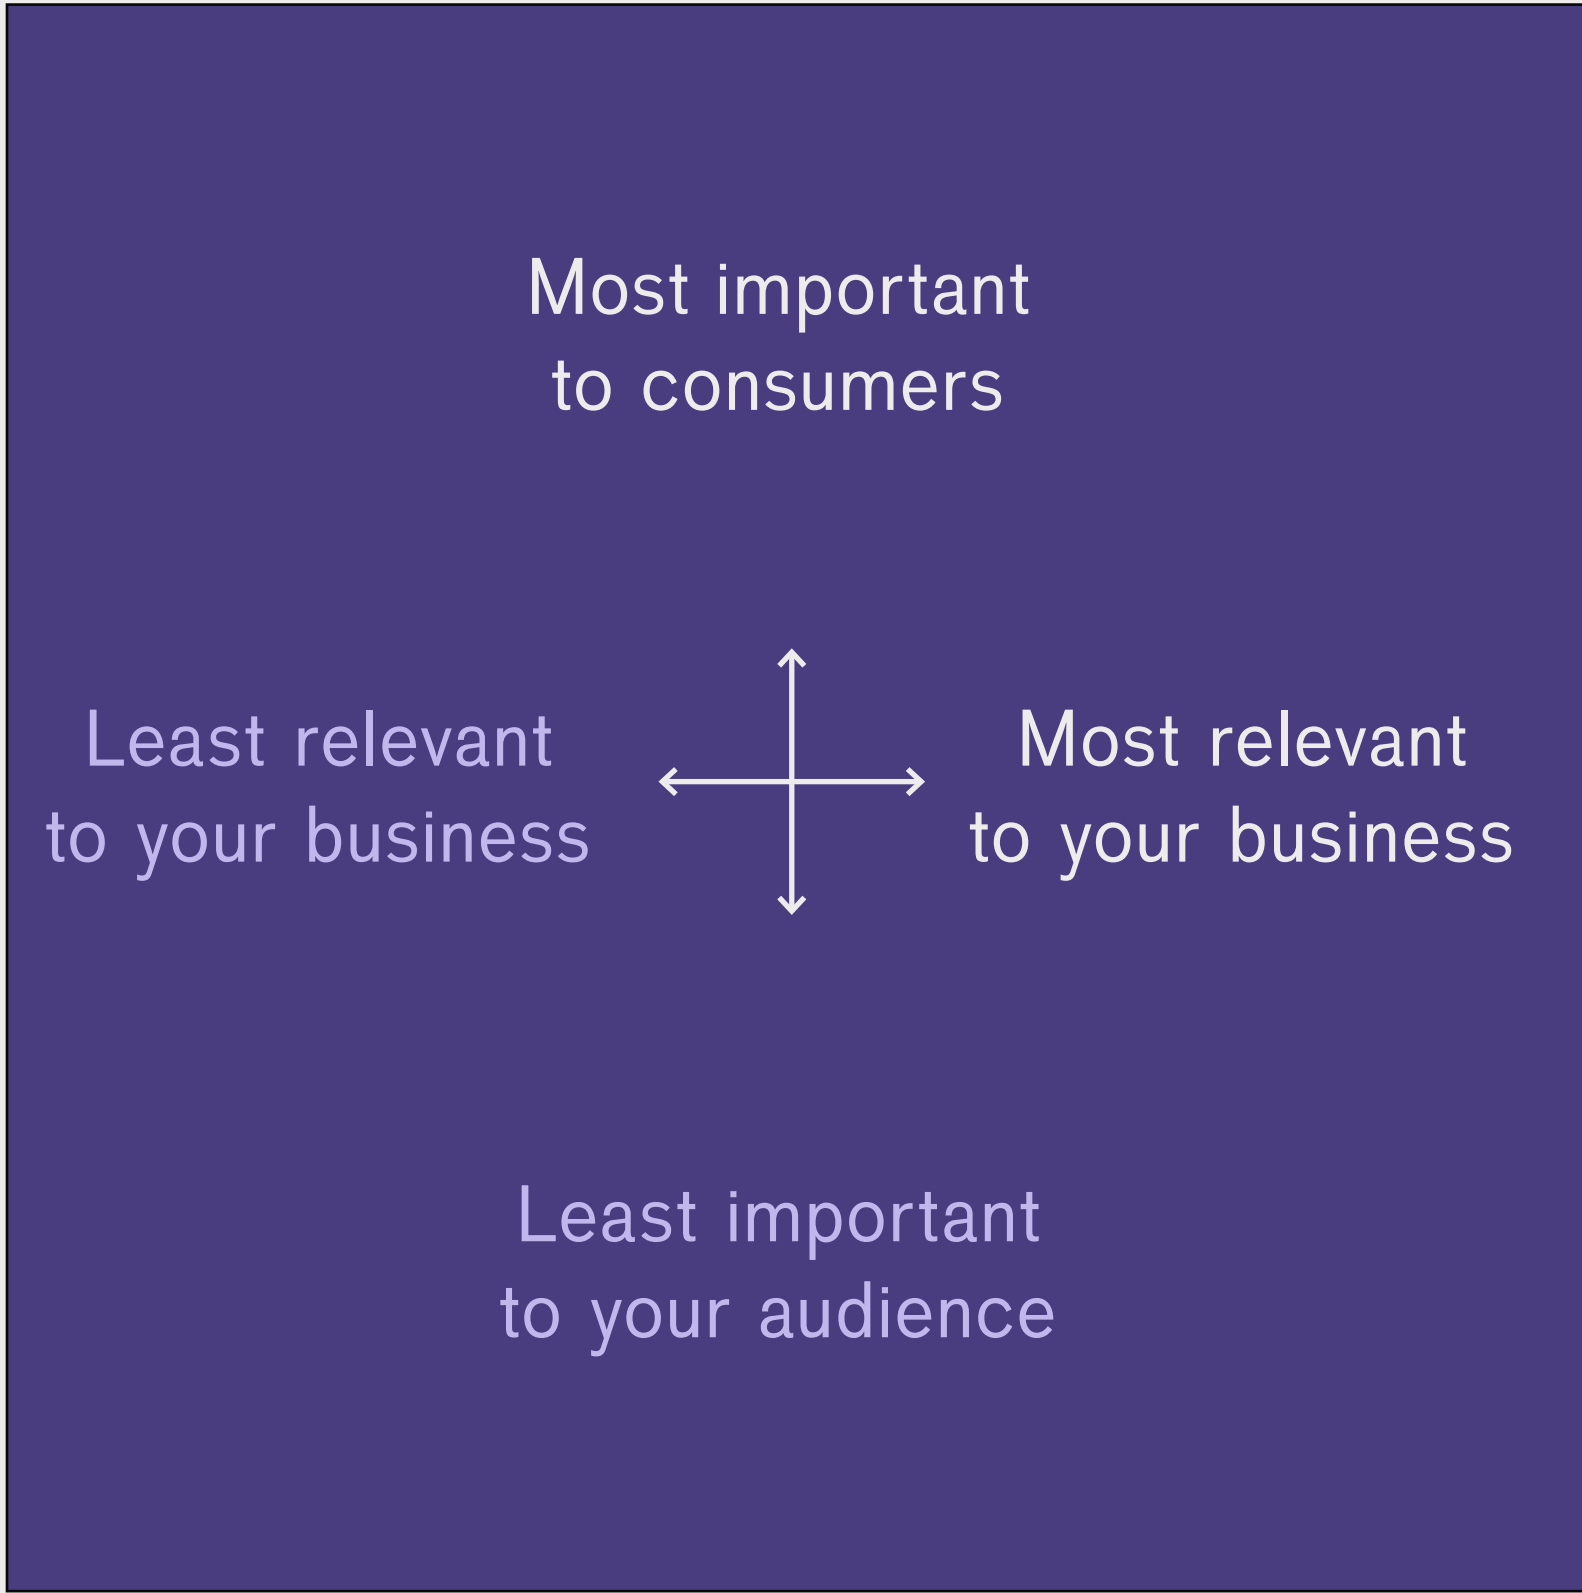 Most important
to consumers
Least relevant
to your business
Most relevant
to your business
Least important
to your audience